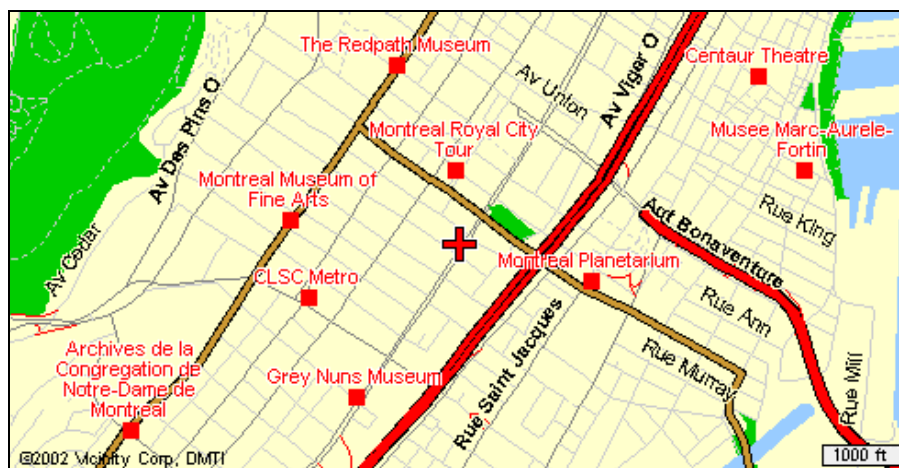 The Redpath Museum
Av Viger O
Centaur Theatre
Av Union
Av Des Pins O
Montreal Royal City
Tour
Musee Marc-Aurele-
Fortin
Montreal Museum of
Fine Arts
Rue King
Aut Bonaventure
Av Cedar
CLSC Metro
Montreal Planetarium
Rue Ann
Archives de la
Congregation de
Notre-Dame de
Montreal
Grey Nuns Museum
Rue Saint Jacques
Rue Murray
Rue Mill
©2002 Vicinity Corp, DMTI
1000 ft